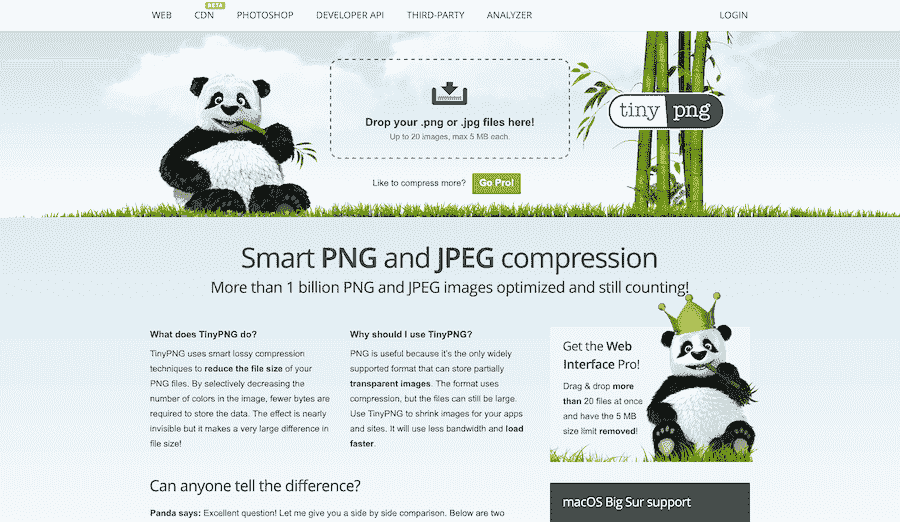 WEB CDN BETA PHOTOSHOP DEVELOPER API THIRD-PARTY ANALYZER LOGIN
Drop your .png or .jpg files here!
Up to 20 images, max 5 MB each.
tiny png
Like to compress more? Go Pro!
Smart PNG and JPEG compression
More than 1 billion PNG and JPEG images optimized and still counting!
What does TinyPNG do?
TinyPNG uses smart lossy compression
techniques to reduce the file size of your
PNG files. By selectively decreasing the
number of colors in the image, fewer bytes are
required to store the data. The effect is nearly
invisible but it makes a very large difference in
file size!
Why should I use TinyPNG?
PNG is useful because it's the only widely
supported format that can store partially
transparent images. The format uses
compression, but the files can still be large.
Use TinyPNG to shrink images for your apps
and sites. It will use less bandwidth and load
faster.
Get the Web
Interface Pro!
Drag & drop more
than 20 files at once
and have the 5 MB
size limit removed!
Can anyone tell the difference?
Panda says: Excellent question! Let me give you a side by side comparison. Below are two
macOS Big Sur support